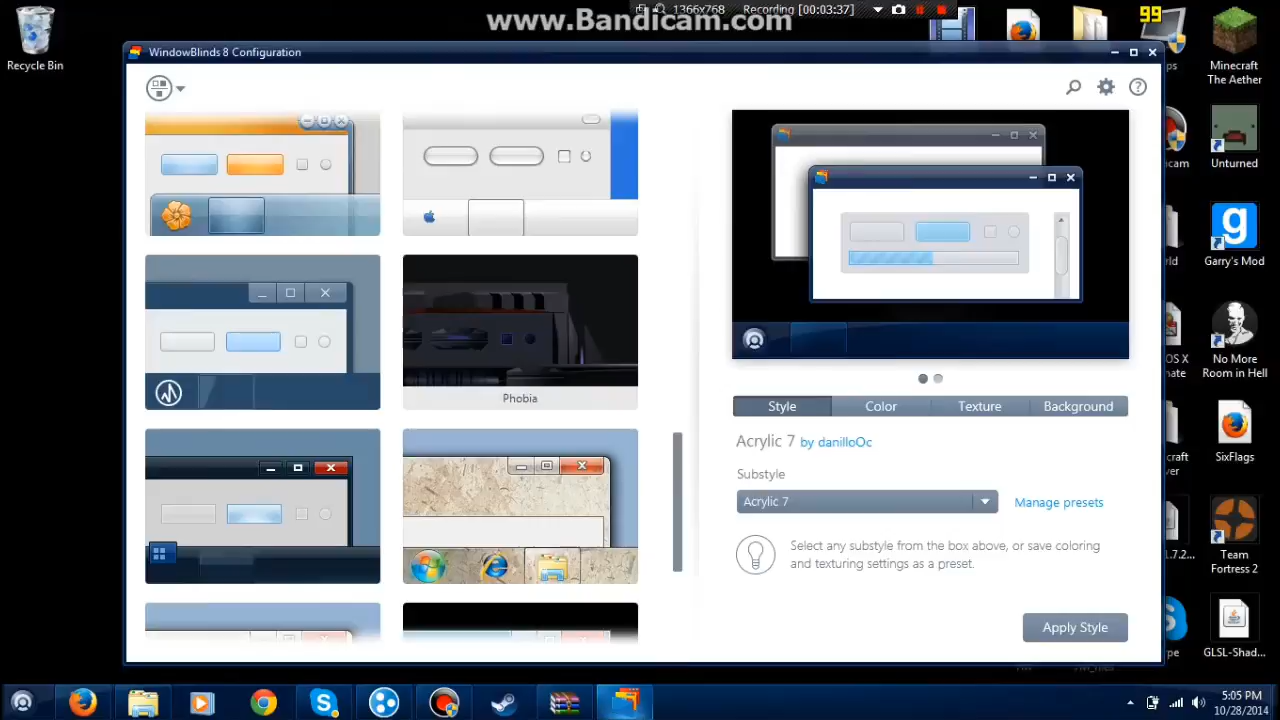 1366x768 Recording [00:03:37]
www.Bandicam.com
99
Recycle Bin
WindowBlinds 8 Configuration
Minecraft
The Aether
Unturned
Garry's Mod
No More
Room in Hell
SixFlags
Team
Fortress 2
GLSL-Shad...
Phobia
Style
Color
Texture
Background
Acrylic 7 by danilloOc
Substyle
Acrylic 7
Manage presets
Select any substyle from the box above, or save coloring
and texturing settings as a preset.
Apply Style
5:05 PM
10/28/2014